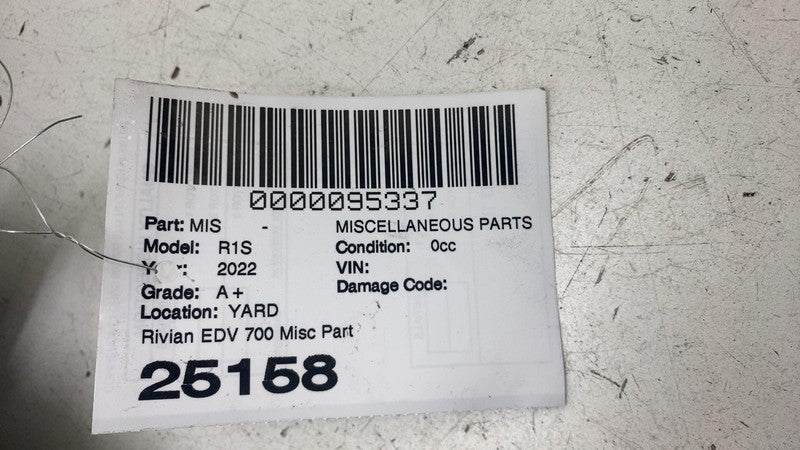 0000095337
Part: MIS - MISCELLANEOUS PARTS
Model: R1S Condition: 0cc
Year: 2022 VIN:
Grade: A+ Damage Code:
Location: YARD
Rivian EDV 700 Misc Part
25158